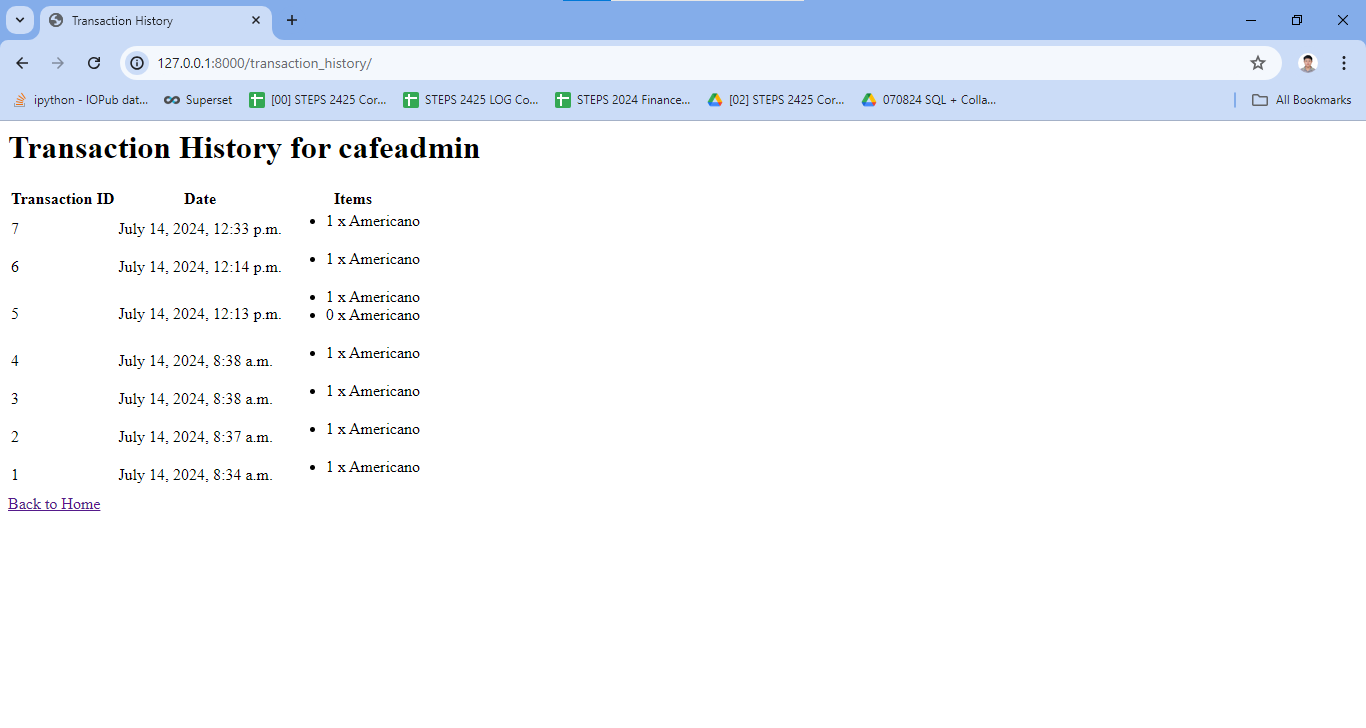 Transaction History
127.0.0.1:8000/transaction_history/
ipython - IOPub dat... Superset [00] STEPS 2425 Cor... STEPS 2425 LOG Co... STEPS 2024 Finance... [02] STEPS 2425 Cor... 070824 SQL + Colla... All Bookmarks
Transaction History for cafeadmin
Transaction ID Date Items
7 July 14, 2024, 12:33 p.m. • 1 x Americano
6 July 14, 2024, 12:14 p.m. • 1 x Americano
5 July 14, 2024, 12:13 p.m. • 1 x Americano
• 0 x Americano
4 July 14, 2024, 8:38 a.m. • 1 x Americano
3 July 14, 2024, 8:38 a.m. • 1 x Americano
2 July 14, 2024, 8:37 a.m. • 1 x Americano
1 July 14, 2024, 8:34 a.m. • 1 x Americano
Back to Home